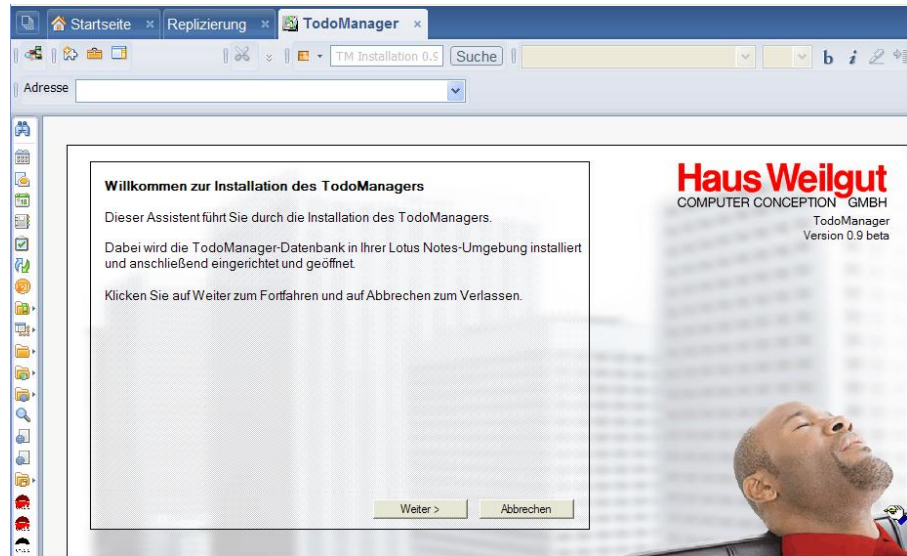 Startseite
Replizierung
TodoManager
TM Installation 0.9
Suche
b i
Adresse
Willkommen zur Installation des TodoManagers
Dieser Assistent führt Sie durch die Installation des TodoManagers.
Dabei wird die TodoManager-Datenbank in Ihrer Lotus Notes-Umgebung installiert
und anschließend eingerichtet und geöffnet.
Klicken Sie auf Weiter zum Fortfahren und auf Abbrechen zum Verlassen.
Weiter >
Abbrechen
Haus Weilgut
COMPUTER CONCEPTION GMBH
TodoManager
Version 0.9 beta